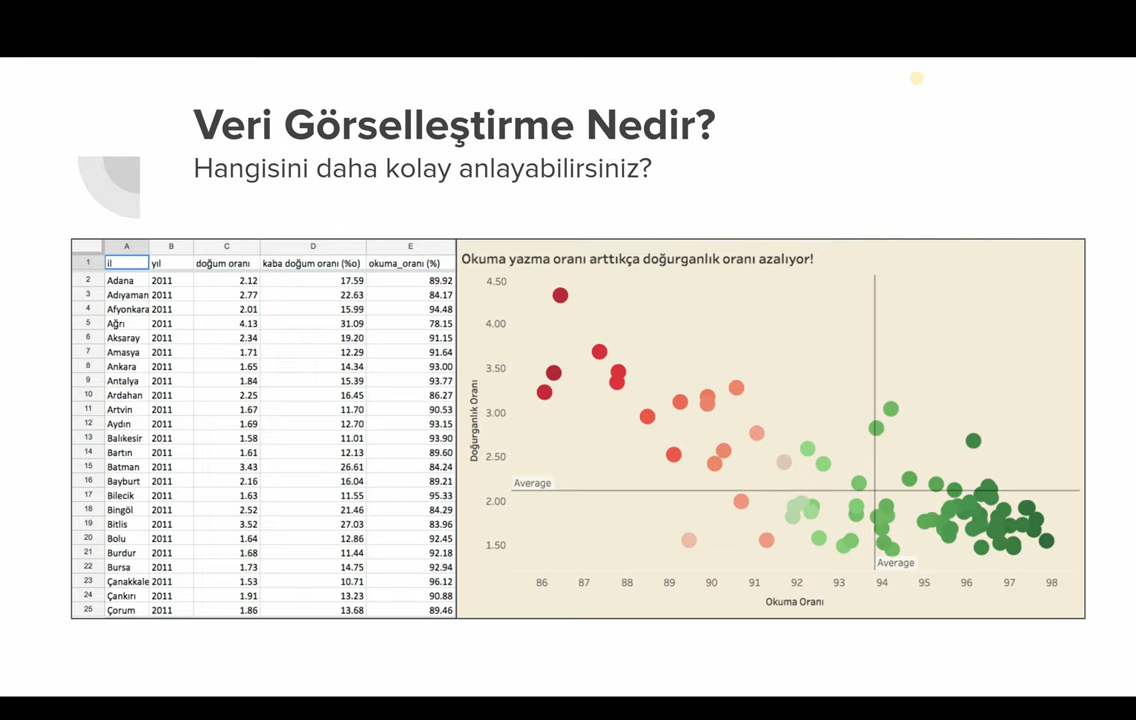 Veri Görselleştirme Nedir?
Hangisini daha kolay anlayabilirsiniz?
A B C D E
1 il yıl doğum oranı kaba doğum oranı (%o) okuma_oranı (%)
2 Adana 2011 2.12 17.59 89.92
3 Adıyaman 2011 2.77 22.63 84.17
4 Afyonkara 2011 2.01 15.99 94.48
5 Ağrı 2011 4.13 31.09 78.15
6 Aksaray 2011 2.34 19.20 91.15
7 Amasya 2011 1.71 12.29 91.64
8 Ankara 2011 1.65 14.34 93.00
9 Antalya 2011 1.84 15.39 93.77
10 Ardahan 2011 2.25 16.45 86.27
11 Artvin 2011 1.67 11.70 90.53
12 Aydın 2011 1.69 12.70 93.15
13 Balıkesir 2011 1.58 11.01 93.90
14 Bartın 2011 1.61 12.13 89.60
15 Batman 2011 3.43 26.61 84.24
16 Bayburt 2011 2.16 16.04 89.21
17 Bilecik 2011 1.63 11.55 95.33
18 Bingöl 2011 2.52 21.46 84.29
19 Bitlis 2011 3.52 27.03 83.96
20 Bolu 2011 1.64 12.86 92.45
21 Burdur 2011 1.68 11.44 92.18
22 Bursa 2011 1.73 14.75 92.94
23 Çanakkale 2011 1.53 10.71 96.12
24 Çankırı 2011 1.91 13.23 90.88
25 Çorum 2011 1.86 13.68 89.46
Okuma yazma oranı arttıkça doğurganlık oranı azalıyor!
Doğurganlık Oranı
4.50
4.00
3.50
3.00
2.50
Average
2.00
1.50
Average
86 87 88 89 90 91 92 93 94 95 96 97 98
Okuma Oranı